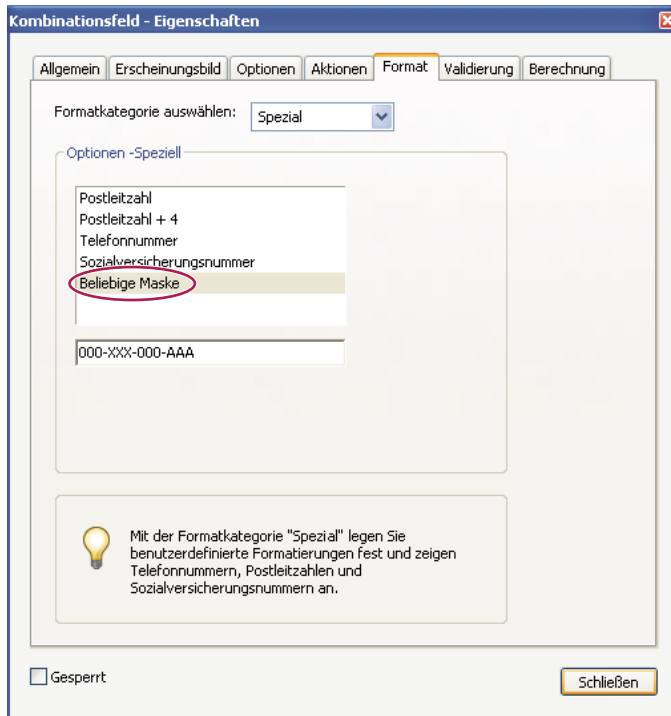 Kombinationsfeld - Eigenschaften
Allgemein Erscheinungsbild Optionen Aktionen Format Validierung Berechnung
Formatkategorie auswählen: Spezial
Optionen -Speziell
Postleitzahl
Postleitzahl + 4
Telefonnummer
Sozialversicherungsnummer
Beliebige Maske
000-XXX-000-AAA
Mit der Formatkategorie "Spezial" legen Sie
benutzerdefinierte Formatierungen fest und zeigen
Telefonnummern, Postleitzahlen und
Sozialversicherungsnummern an.
Gesperrt
Schließen